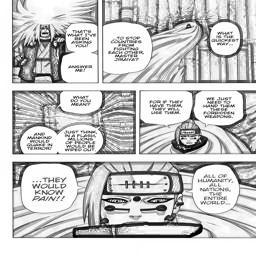 WHAT
IS THE
QUICKEST
WAY...
...TO STOP
COUNTRIES
FROM
FIGHTING
EACH OTHER,
MASTER
JIRAIYA?
THAT'S
WHAT I'VE
BEEN
ASKING
YOU!
ANSWER
ME!
WE JUST
NEED TO
HAND THEM
THESE
FORBIDDEN
WEAPONS.
FOR IF THEY
HAVE THEM,
THEY WILL
USE THEM.
WHAT
DO YOU
MEAN?
JUST THINK,
IN A FLASH,
MILLIONS
OF PEOPLE
WOULD BE
WIPED OUT.
AND
MANKIND
WOULD
QUAKE IN
TERROR!
ALL OF
HUMANITY,
ALL
NATIONS,
THE
ENTIRE
WORLD...
...THEY
WOULD
KNOW
PAIN!!